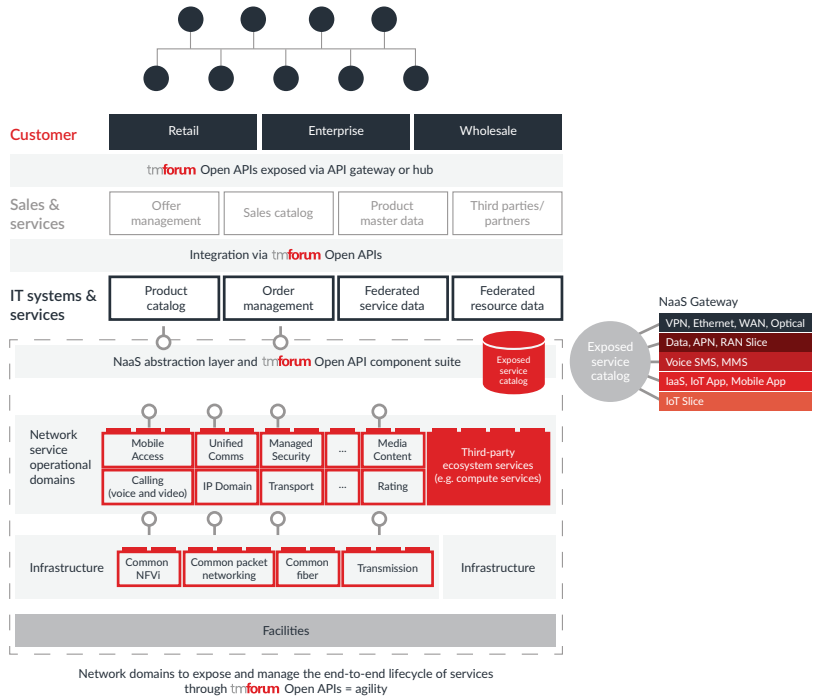 Customer
Retail
Enterprise
Wholesale
tmforum Open APIs exposed via API gateway or hub
Sales &
services
Offer
management
Sales catalog
Product
master data
Third parties/
partners
Integration via tmforum Open APIs
IT systems &
services
Product
catalog
Order
management
Federated
service data
Federated
resource data
NaaS abstraction layer and tmforum Open API component suite
Exposed
service
catalog
Exposed
service
catalog
NaaS Gateway
VPN, Ethernet, WAN, Optical
Data, APN, RAN Slice
Voice SMS, MMS
IaaS, IoT App, Mobile App
IoT Slice
Network
service
operational
domains
Mobile
Access
Unified
Comms
Managed
Security
...
Media
Content
Third-party
ecosystem services
(e.g. compute services)
Calling
(voice and video)
IP Domain
Transport
...
Rating
Infrastructure
Common
NFVi
Common packet
networking
Common
fiber
Transmission
Infrastructure
Facilities
Network domains to expose and manage the end-to-end lifecycle of services
through tmforum Open APIs = agility